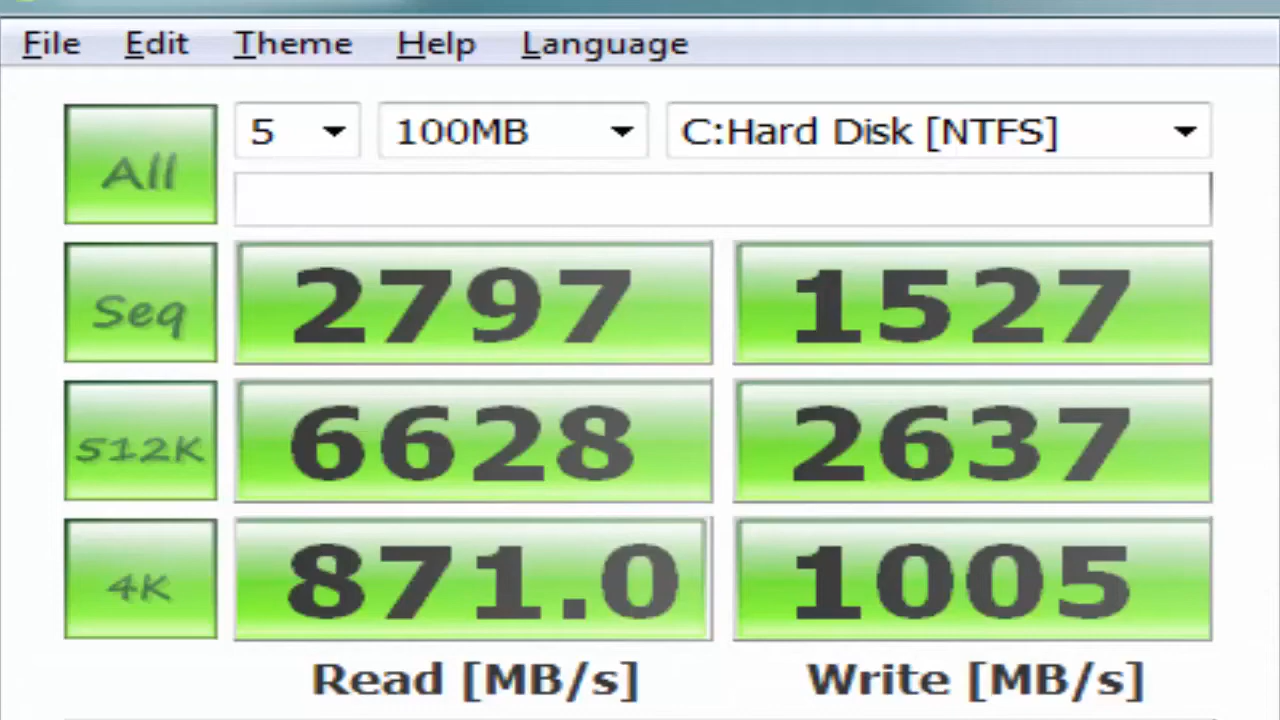 File Edit Theme Help Language
All 5 100MB C:Hard Disk [NTFS]
Seq 2797 1527
512K 6628 2637
4K 871.0 1005
Read [MB/s] Write [MB/s]